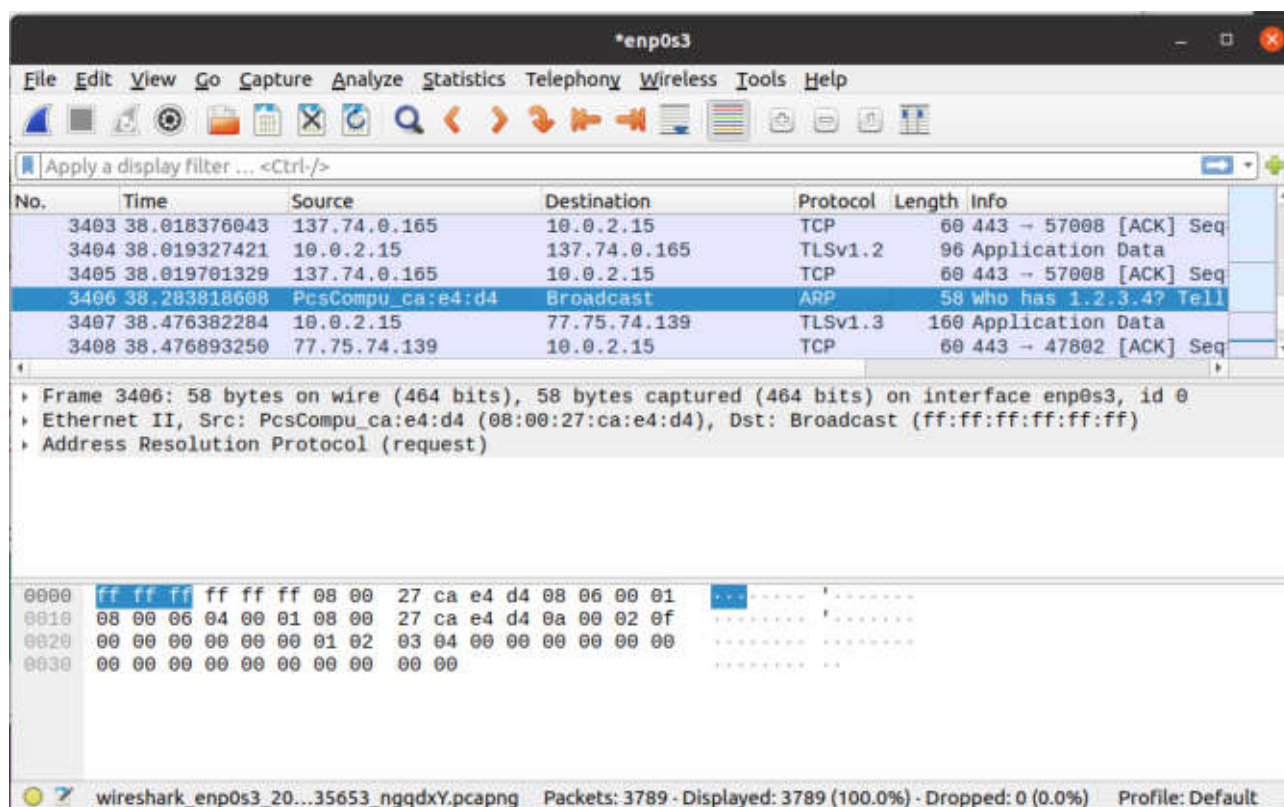 *enp0s3
File Edit View Go Capture Analyze Statistics Telephony Wireless Tools Help
Apply a display filter ... <Ctrl-/>
No. Time Source Destination Protocol Length Info
3403 38.018376043 137.74.0.165 10.0.2.15 TCP 60 443 → 57008 [ACK] Seq
3404 38.019327421 10.0.2.15 137.74.0.165 TLSv1.2 96 Application Data
3405 38.019701329 137.74.0.165 10.0.2.15 TCP 60 443 → 57008 [ACK] Seq
3406 38.283818608 PcsCompu_ca:e4:d4 Broadcast ARP 58 Who has 1.2.3.4? Tell
3407 38.476382284 10.0.2.15 77.75.74.139 TLSv1.3 160 Application Data
3408 38.476893250 77.75.74.139 10.0.2.15 TCP 60 443 → 47802 [ACK] Seq
Frame 3406: 58 bytes on wire (464 bits), 58 bytes captured (464 bits) on interface enp0s3, id 0
Ethernet II, Src: PcsCompu_ca:e4:d4 (08:00:27:ca:e4:d4), Dst: Broadcast (ff:ff:ff:ff:ff:ff)
Address Resolution Protocol (request)
0000 ff ff ff ff ff ff 08 00 27 ca e4 d4 08 06 00 01 ········ '·······
0010 08 00 06 04 00 01 08 00 27 ca e4 d4 0a 00 02 0f ········ '·······
0020 00 00 00 00 00 00 01 02 03 04 00 00 00 00 00 00 ········ ········
0030 00 00 00 00 00 00 00 00 00 00 ········ ··
wireshark_enp0s3_20...35653_ngqdxY.pcapng Packets: 3789 · Displayed: 3789 (100.0%) · Dropped: 0 (0.0%) Profile: Default